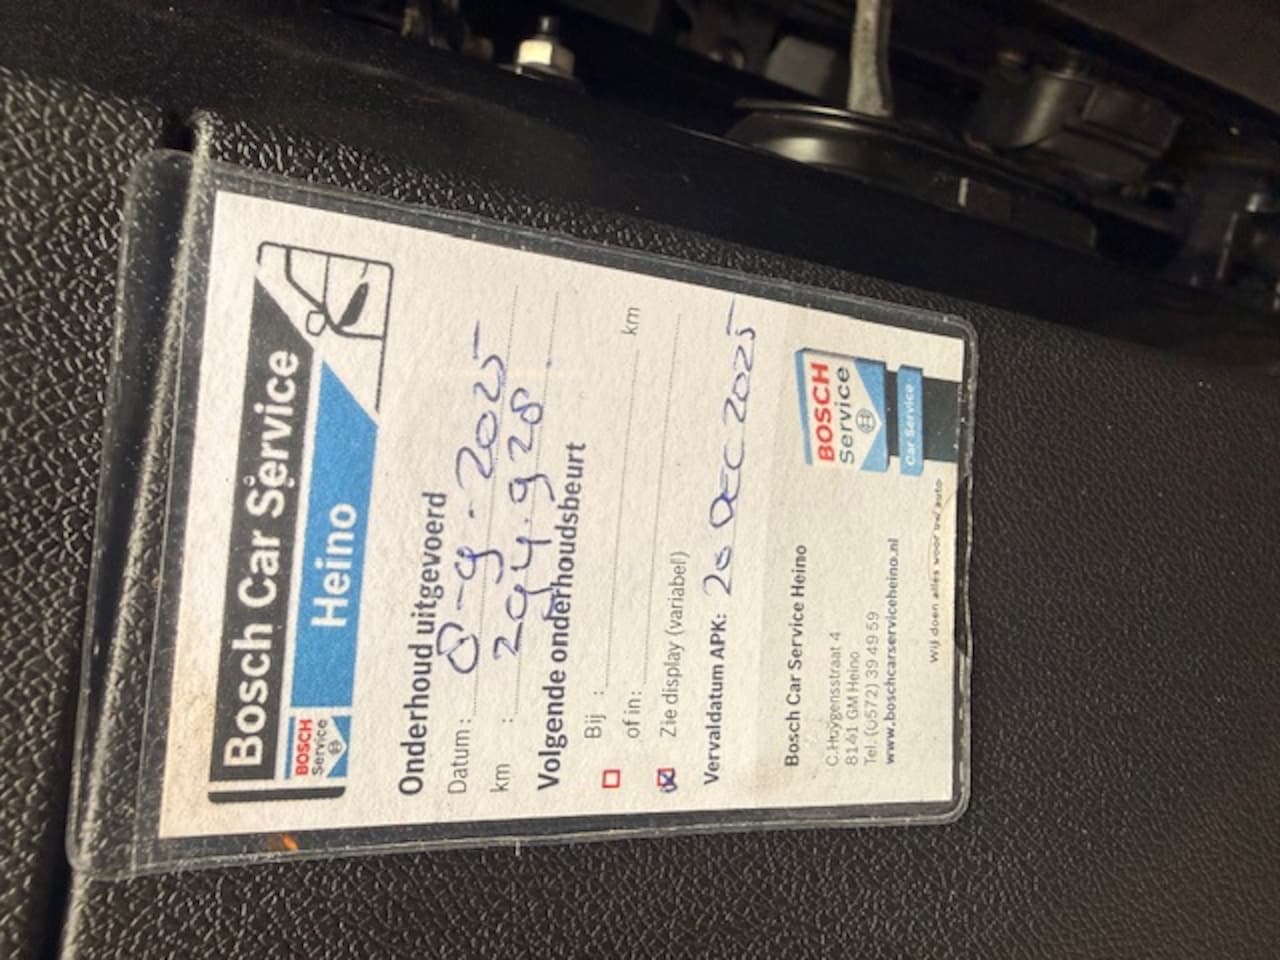 Bosch Car Service
BOSCH
Service
Heino
Onderhoud uitgevoerd
Datum : 8-9-2025
km : 294.928
Volgende onderhoudsbeurt
Bij : km
of in:
Zie display (variabel)
Vervaldatum APK: 20 DEC 2025
Bosch Car Service Heino
C.Huygensstraat 4
8141 GM Heino
Tel. (0572) 39 49 59
www.boschcarserviceheino.nl
BOSCH
Service
Car Service
Wij doen alles voor uw auto